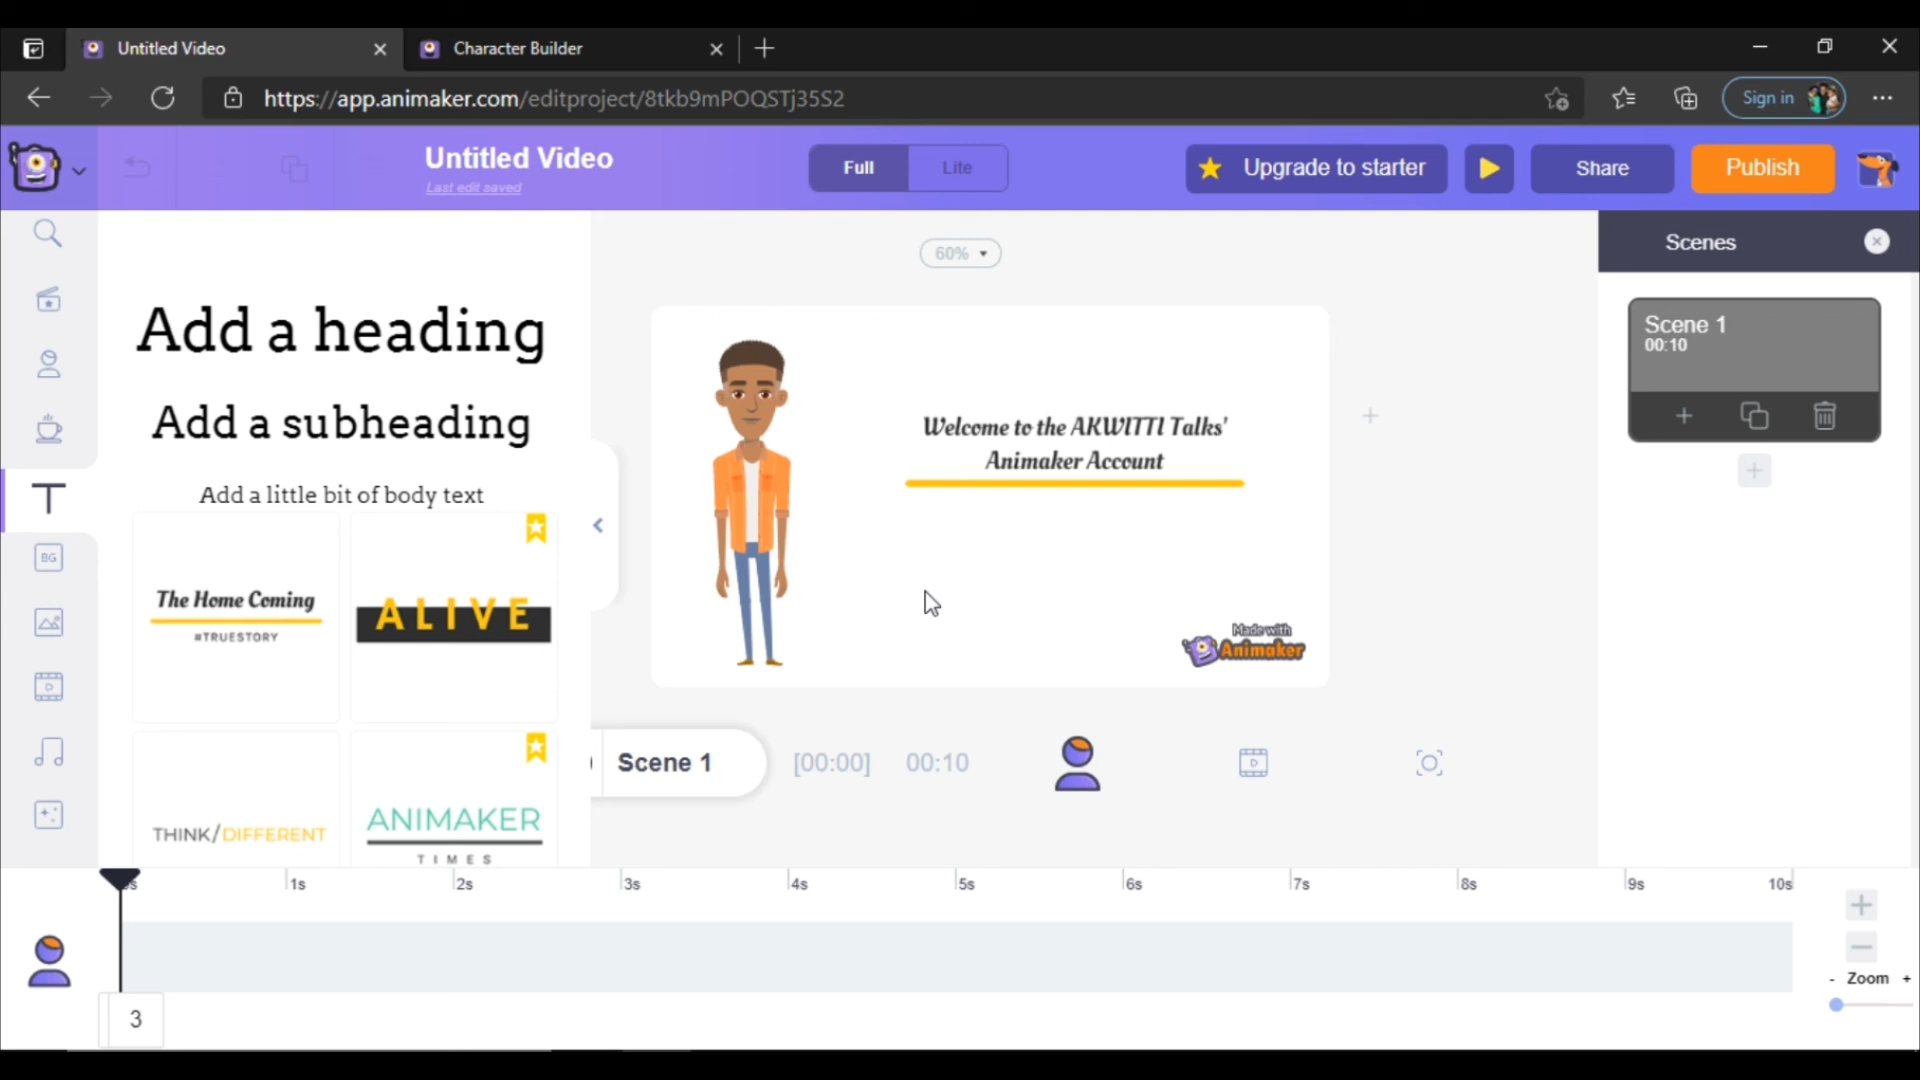 Untitled Video
Character Builder
https://app.animaker.com/editproject/8tkb9mPOQSTj35S2
Sign in
Untitled Video
Last edit saved
Full
Lite
Upgrade to starter
Share
Publish
60%
Scenes
Add a heading
Add a subheading
Add a little bit of body text
The Home Coming
#TRUESTORY
ALIVE
THINK/DIFFERENT
ANIMAKER
TIMES
BG
Welcome to the AKWITTI Talks'
Animaker Account
Made with
Animaker
Scene 1
00:10
Scene 1
[00:00]
00:10
1s
2s
3s
4s
5s
6s
7s
8s
9s
10s
- Zoom +
3